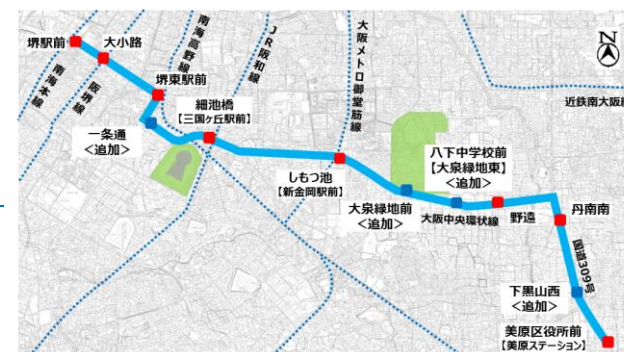 堺駅前
大小路
南海高野線
JR阪和線
大阪メトロ御堂筋線
N
南海本線
阪堺線
堺東駅前
細池橋
【三国ヶ丘駅前】
近鉄南大阪線
一条通
<追加>
しもつ池
【新金岡駅前】
八下中学校前
【大泉緑地東】
<追加>
大泉緑地前
<追加>
大阪中央環状線
野遠
丹南南
国道309号
下黒山西
<追加>
美原区役所前
【美原ステーション】